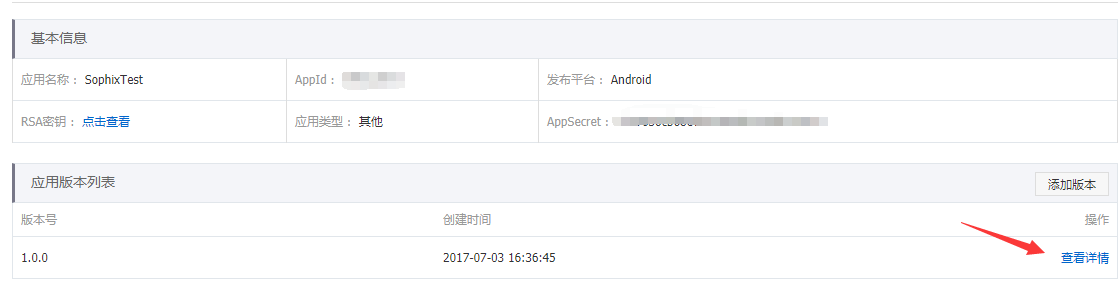 基本信息
应用名称： SophixTest AppId： 发布平台： Android
RSA密钥： 点击查看 应用类型： 其他 AppSecret：
应用版本列表 添加版本
版本号 创建时间 操作
1.0.0 2017-07-03 16:36:45 查看详情